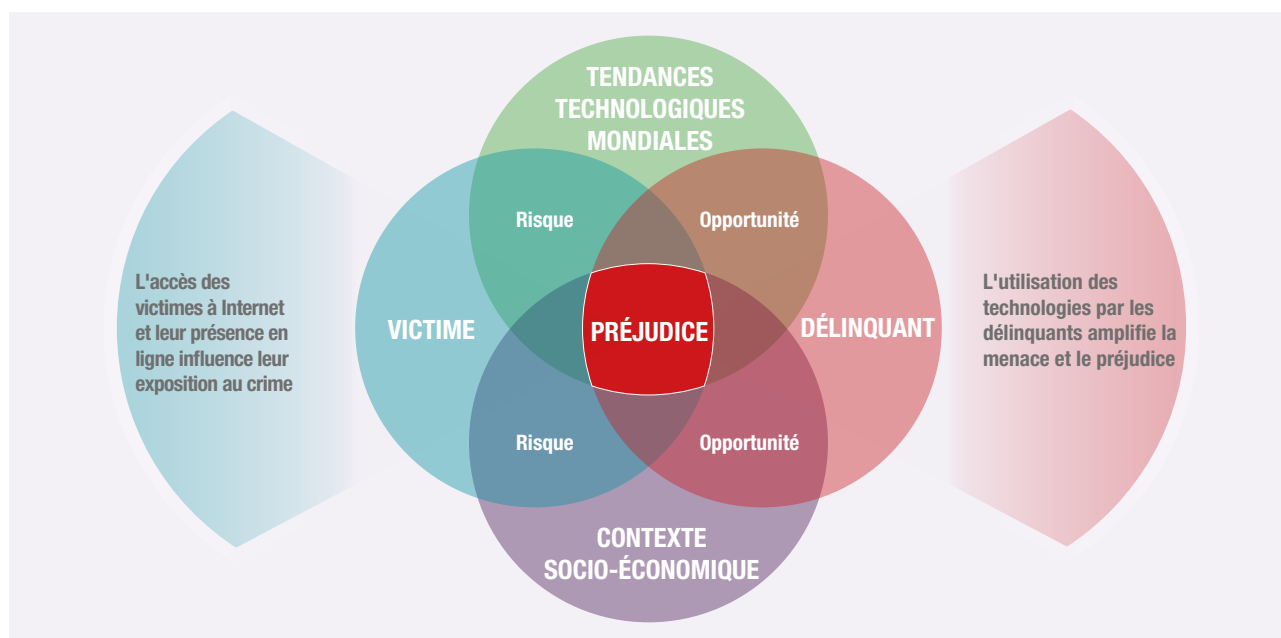 TENDANCES
TECHNOLOGIQUES
MONDIALES
Risque
Opportunité
L'accès des
victimes à Internet
et leur présence en
ligne influence leur
exposition au crime
VICTIME
PRÉJUDICE
DÉLINQUANT
L'utilisation des
technologies par les
délinquants amplifie la
menace et le préjudice
Risque
Opportunité
CONTEXTE
SOCIO-ÉCONOMIQUE